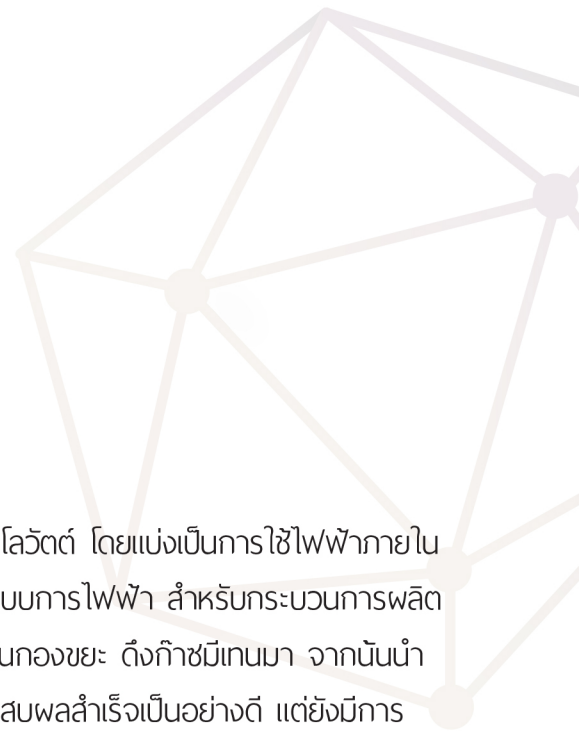 โลวัตต์ โดยแบ่งเป็นการใช้ไฟฟ้าภายใน
บบการไฟฟ้า สำหรับกระบวนการผลิต
นกองขยะ ดึงก๊าซมีเทนมา จากนั้นนำ
สบผลสำเร็จเป็นอย่างดี แต่ยังมีการ